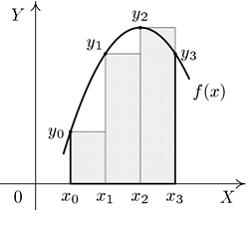 Y
y₂
y₁
y₃
f(x)
y₀
0 x₀ x₁ x₂ x₃ X